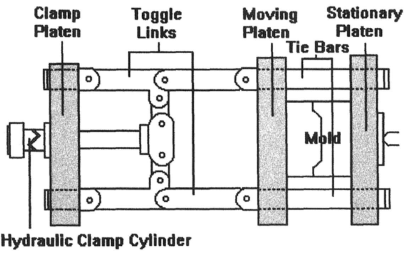 Clamp
Platen
Toggle
Links
Moving
Platen
Stationary
Platen
Tie Bars
Mold
Hydraulic Clamp Cylinder